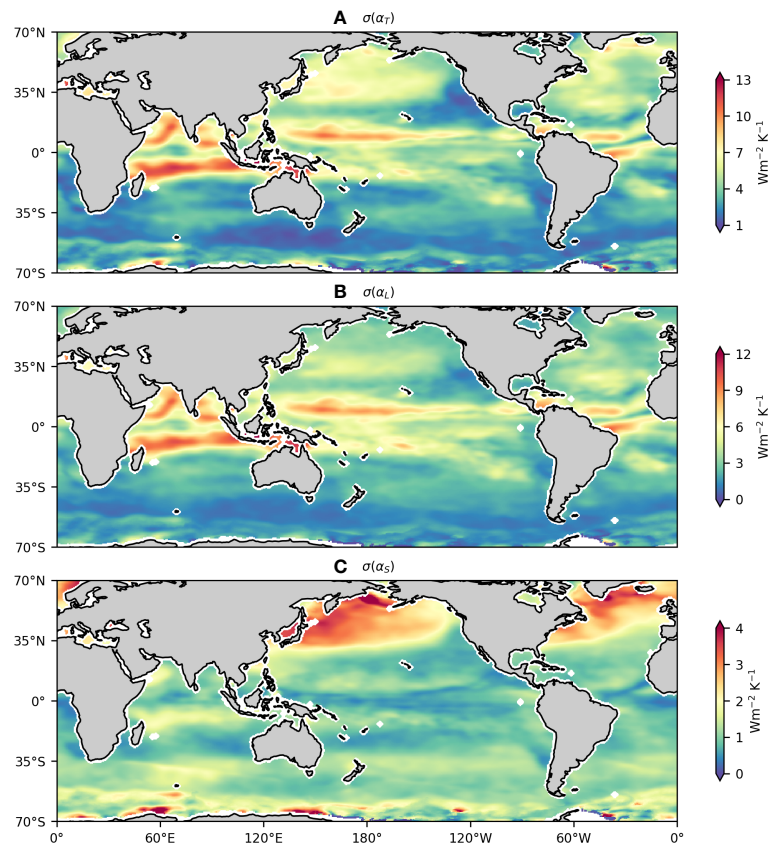 A σ(α_T)
70°N
35°N
0°
35°S
70°S
13
10
7
4
1
Wm⁻² K⁻¹
B σ(α_L)
70°N
35°N
0°
35°S
70°S
12
9
6
3
0
Wm⁻² K⁻¹
C σ(α_S)
70°N
35°N
0°
35°S
70°S
0° 60°E 120°E 180° 120°W 60°W 0°
4
3
2
1
0
Wm⁻² K⁻¹